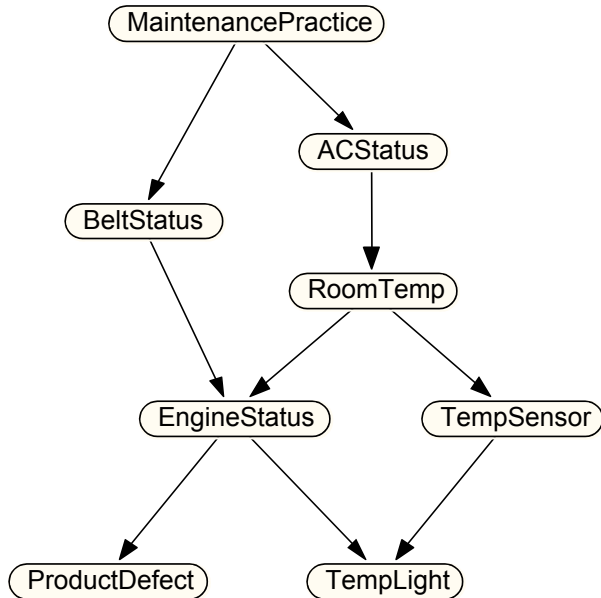 MaintenancePractice
ACStatus
BeltStatus
RoomTemp
EngineStatus
TempSensor
ProductDefect
TempLight